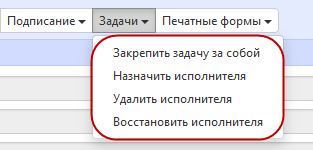 Подписание Задачи Печатные формы
Закрепить задачу за собой
Назначить исполнителя
Удалить исполнителя
Восстановить исполнителя